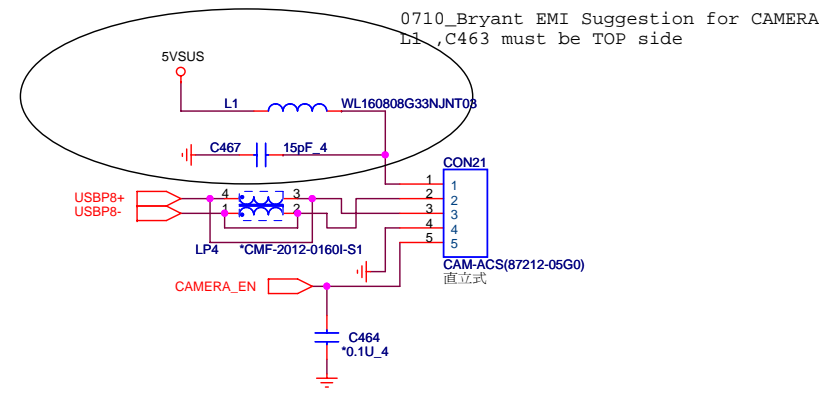 0710_Bryant EMI Suggestion for CAMERA
L1 ,C463 must be TOP side
5VSUS
L1 WL160808G33NJNT03
C467 15pF_4
CON21
1 1
2 2
3 3
4 4
5 5
USBP8+ 4 3
USBP8- 1 2
LP4 *CMF-2012-0160I-S1
CAM-ACS(87212-05G0)
直立式
CAMERA_EN
C464
*0.1U_4